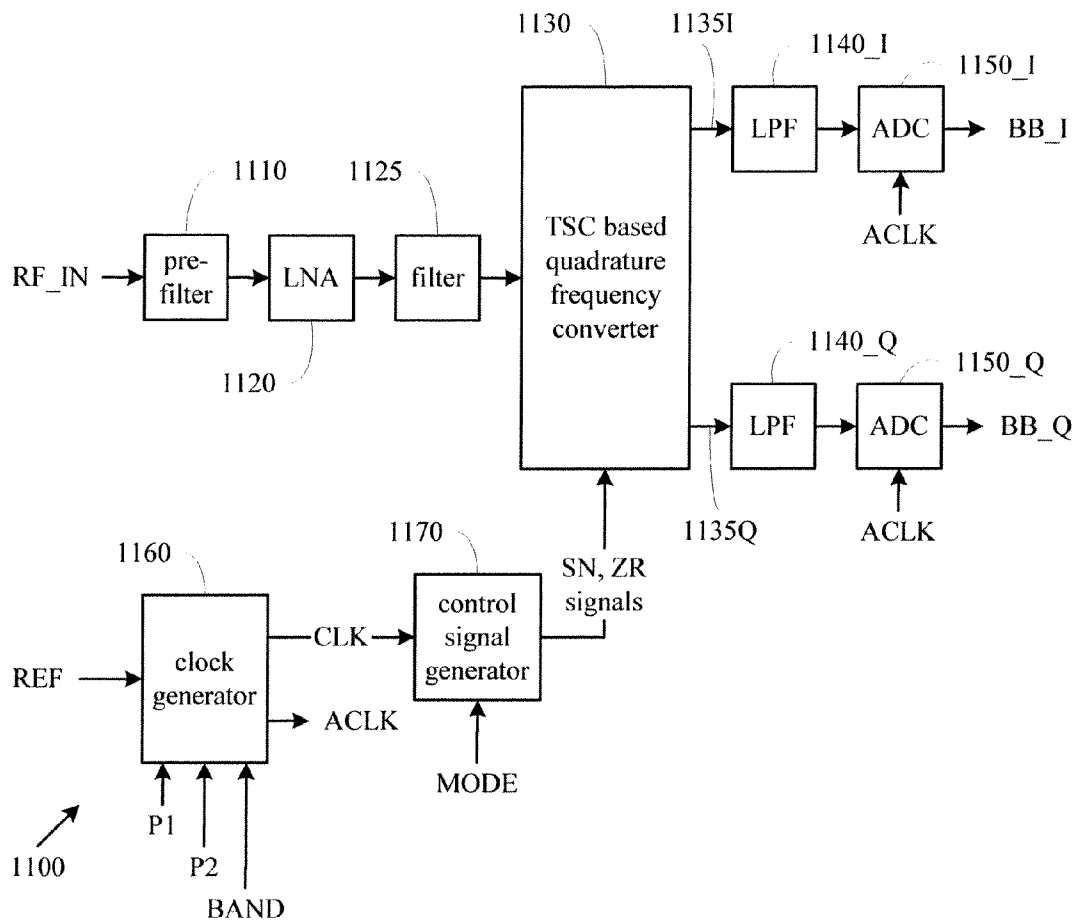 1130
1135I
1140_I
1150_I
LPF
ADC
BB_I
ACLK
1110
1125
RF_IN
pre-
filter
LNA
filter
1120
TSC based
quadrature
frequency
converter
1140_Q
1150_Q
LPF
ADC
BB_Q
1135Q
ACLK
1160
1170
SN, ZR
signals
REF
clock
generator
CLK
ACLK
control
signal
generator
MODE
P1
P2
BAND
1100